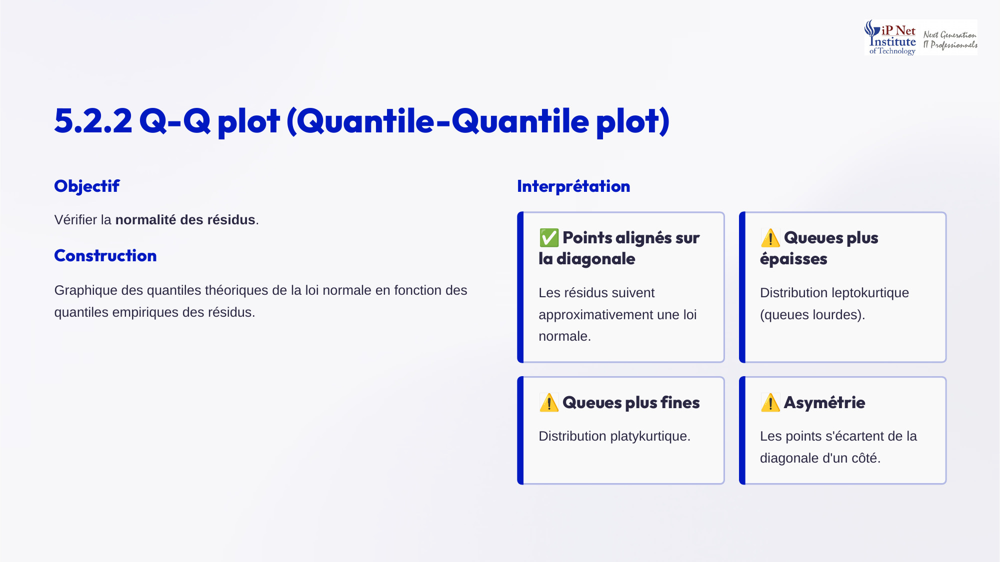 iP Net
Institute
of Technology
Next Generation
IT Professionnels
5.2.2 Q-Q plot (Quantile-Quantile plot)
Objectif
Vérifier la normalité des résidus.
Construction
Graphique des quantiles théoriques de la loi normale en fonction des
quantiles empiriques des résidus.
Interprétation
✅ Points alignés sur
la diagonale
Les résidus suivent
approximativement une loi
normale.
⚠️ Queues plus
épaisses
Distribution leptokurtique
(queues lourdes).
⚠️ Queues plus fines
Distribution platykurtique.
⚠️ Asymétrie
Les points s'écartent de la
diagonale d'un côté.